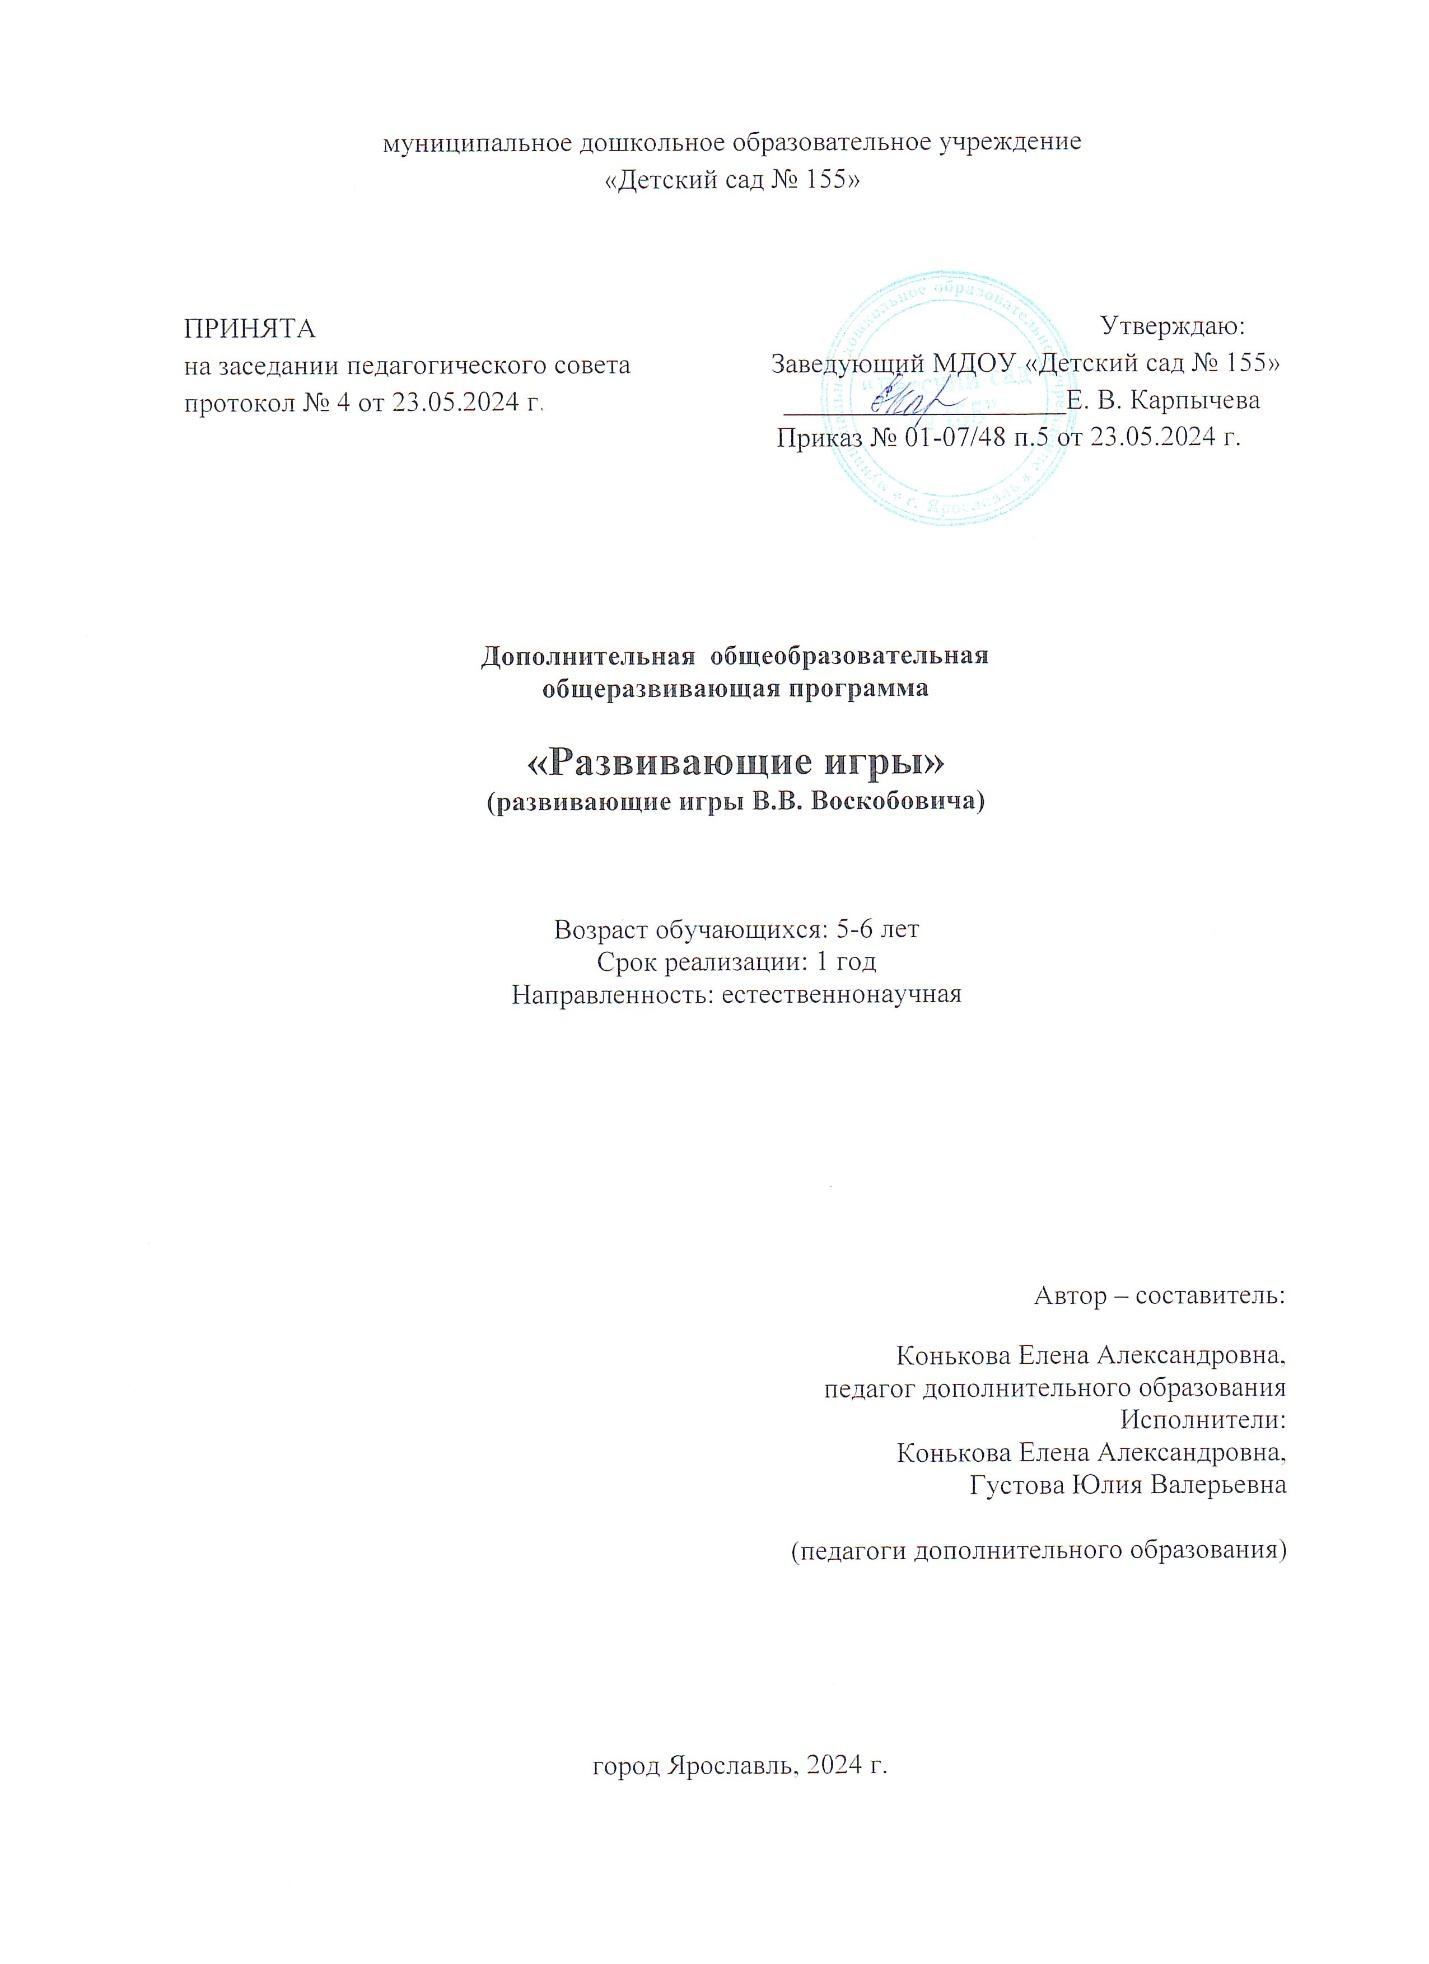 муниципальное дошкольное образовательное учреждение
«Детский сад № 155»
ПРИНЯТА
на заседании педагогического совета
протокол № 4 от 23.05.2024 г.
Утверждаю:
Заведующий МДОУ «Детский сад № 155»
Е. В. Карпычева
Приказ № 01-07/48 п.5 от 23.05.2024 г.
Дополнительная общеобразовательная
общеразвивающая программа
«Развивающие игры»
(развивающие игры В.В. Воскобовича)
Возраст обучающихся: 5-6 лет
Срок реализации: 1 год
Направленность: естественнонаучная
Автор – составитель:
Конькова Елена Александровна,
педагог дополнительного образования
Исполнители:
Конькова Елена Александровна,
Густова Юлия Валерьевна
(педагоги дополнительного образования)
город Ярославль, 2024 г.